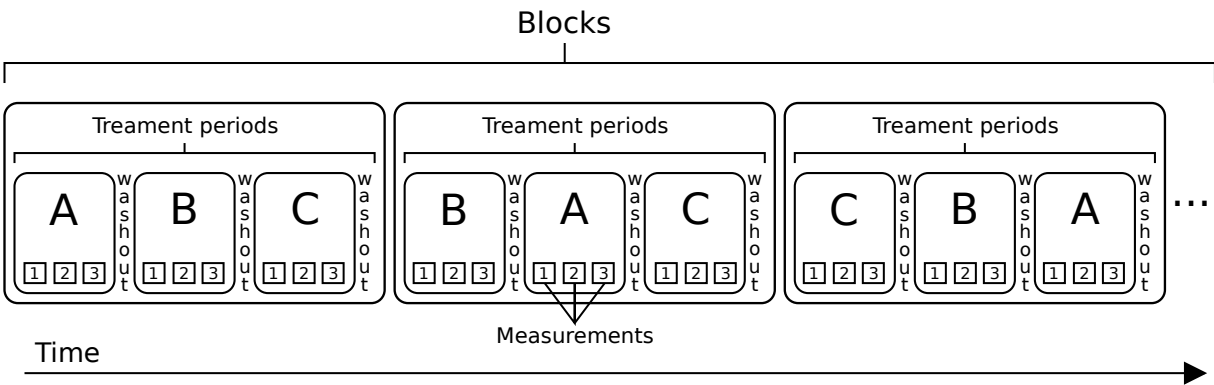 Blocks
Treament periods Treament periods Treament periods
A washout B washout C washout B washout A washout C washout C washout B washout A washout ...
1 2 3 1 2 3 1 2 3 1 2 3 1 2 3 1 2 3 1 2 3 1 2 3 1 2 3
Measurements
Time